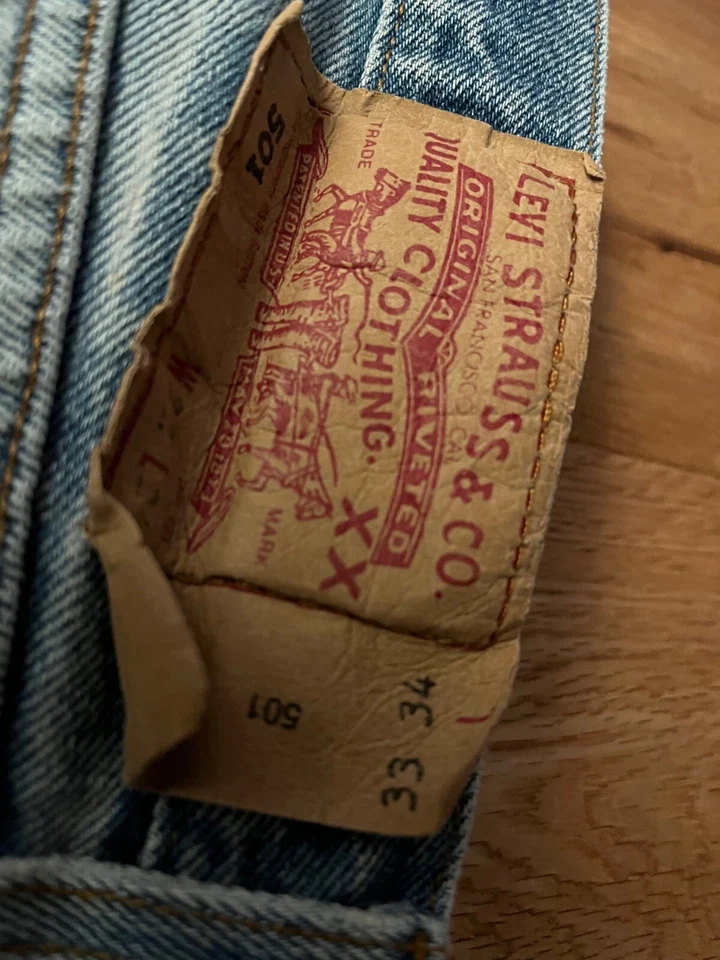 LEVI STRAUSS & CO.
SAN FRANCISCO, CAL
ORIGINAL RIVETED
QUALITY CLOTHING.
XX
TRADE MARK
501
W L
501
33 34